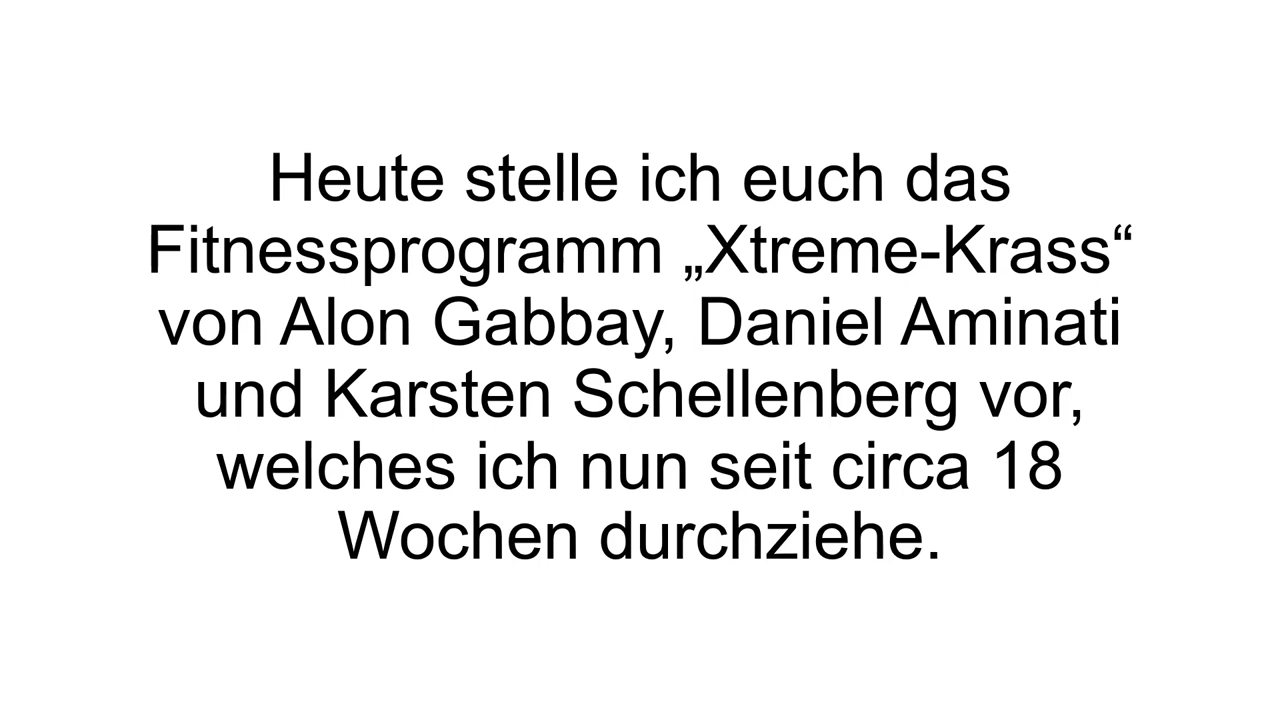 Heute stelle ich euch das
Fitnessprogramm „Xtreme-Krass“
von Alon Gabbay, Daniel Aminati
und Karsten Schellenberg vor,
welches ich nun seit circa 18
Wochen durchziehe.